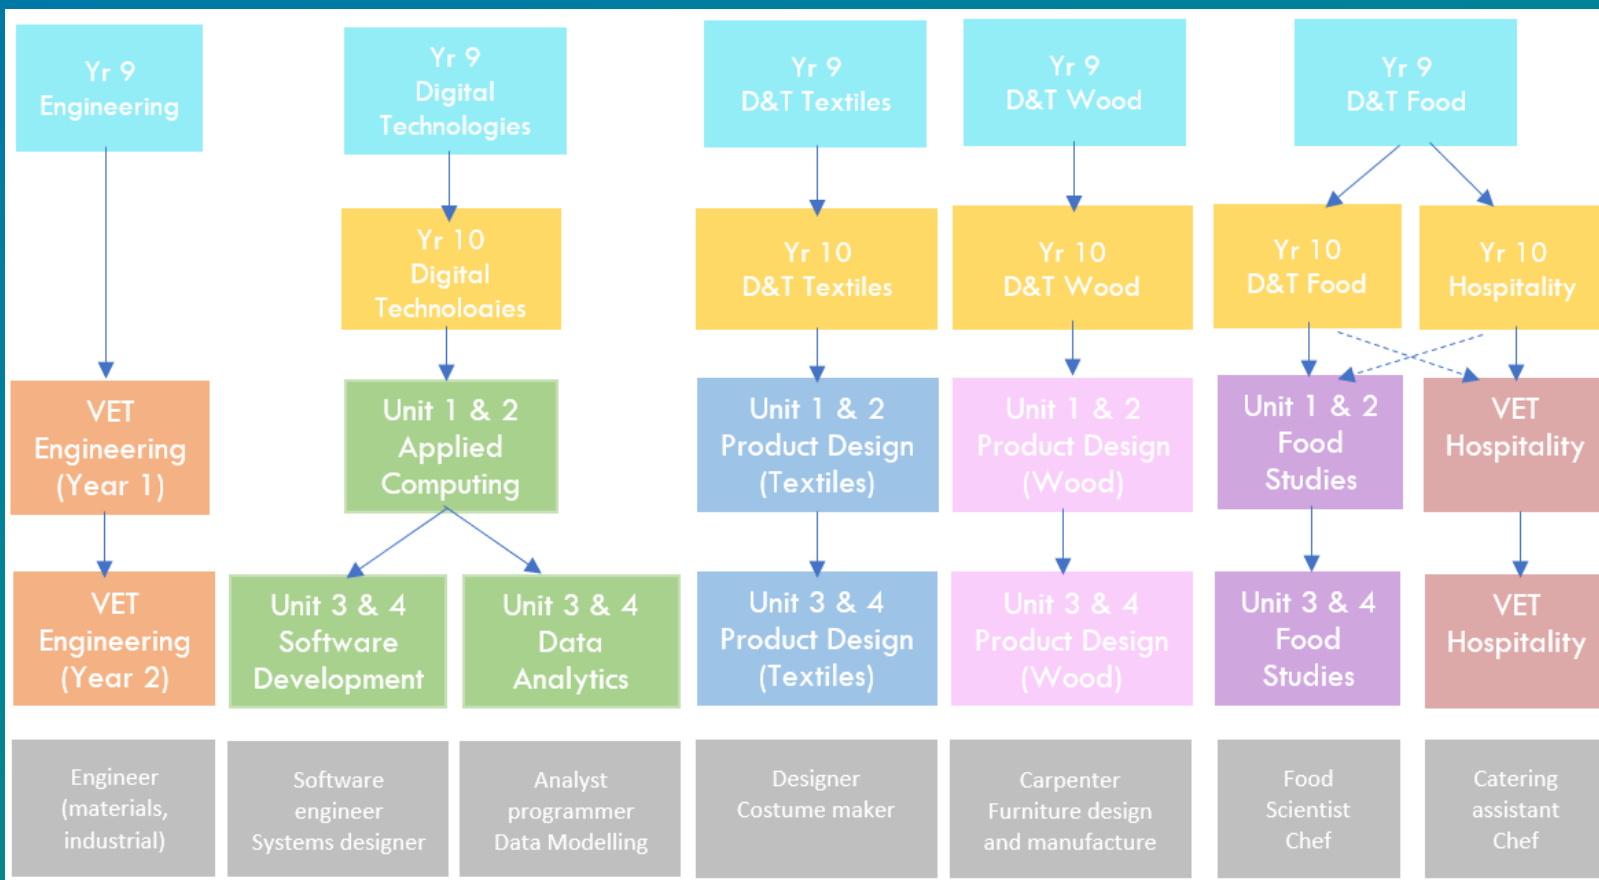 Yr 9
Engineering
Yr 9
Digital
Technologies
Yr 9
D&T Textiles
Yr 9
D&T Wood
Yr 9
D&T Food
Yr 10
Digital
Technoloaies
Yr 10
D&T Textiles
Yr 10
D&T Wood
Yr 10
D&T Food
Yr 10
Hospitality
VET
Engineering
(Year 1)
Unit 1 & 2
Applied
Computing
Unit 1 & 2
Product Design
(Textiles)
Unit 1 & 2
Product Design
(Wood)
Unit 1 & 2
Food
Studies
VET
Hospitality
VET
Engineering
(Year 2)
Unit 3 & 4
Software
Development
Unit 3 & 4
Data
Analytics
Unit 3 & 4
Product Design
(Textiles)
Unit 3 & 4
Product Design
(Wood)
Unit 3 & 4
Food
Studies
VET
Hospitality
Engineer
(materials,
industrial)
Software
engineer
Systems designer
Analyst
programmer
Data Modelling
Designer
Costume maker
Carpenter
Furniture design
and manufacture
Food
Scientist
Chef
Catering
assistant
Chef